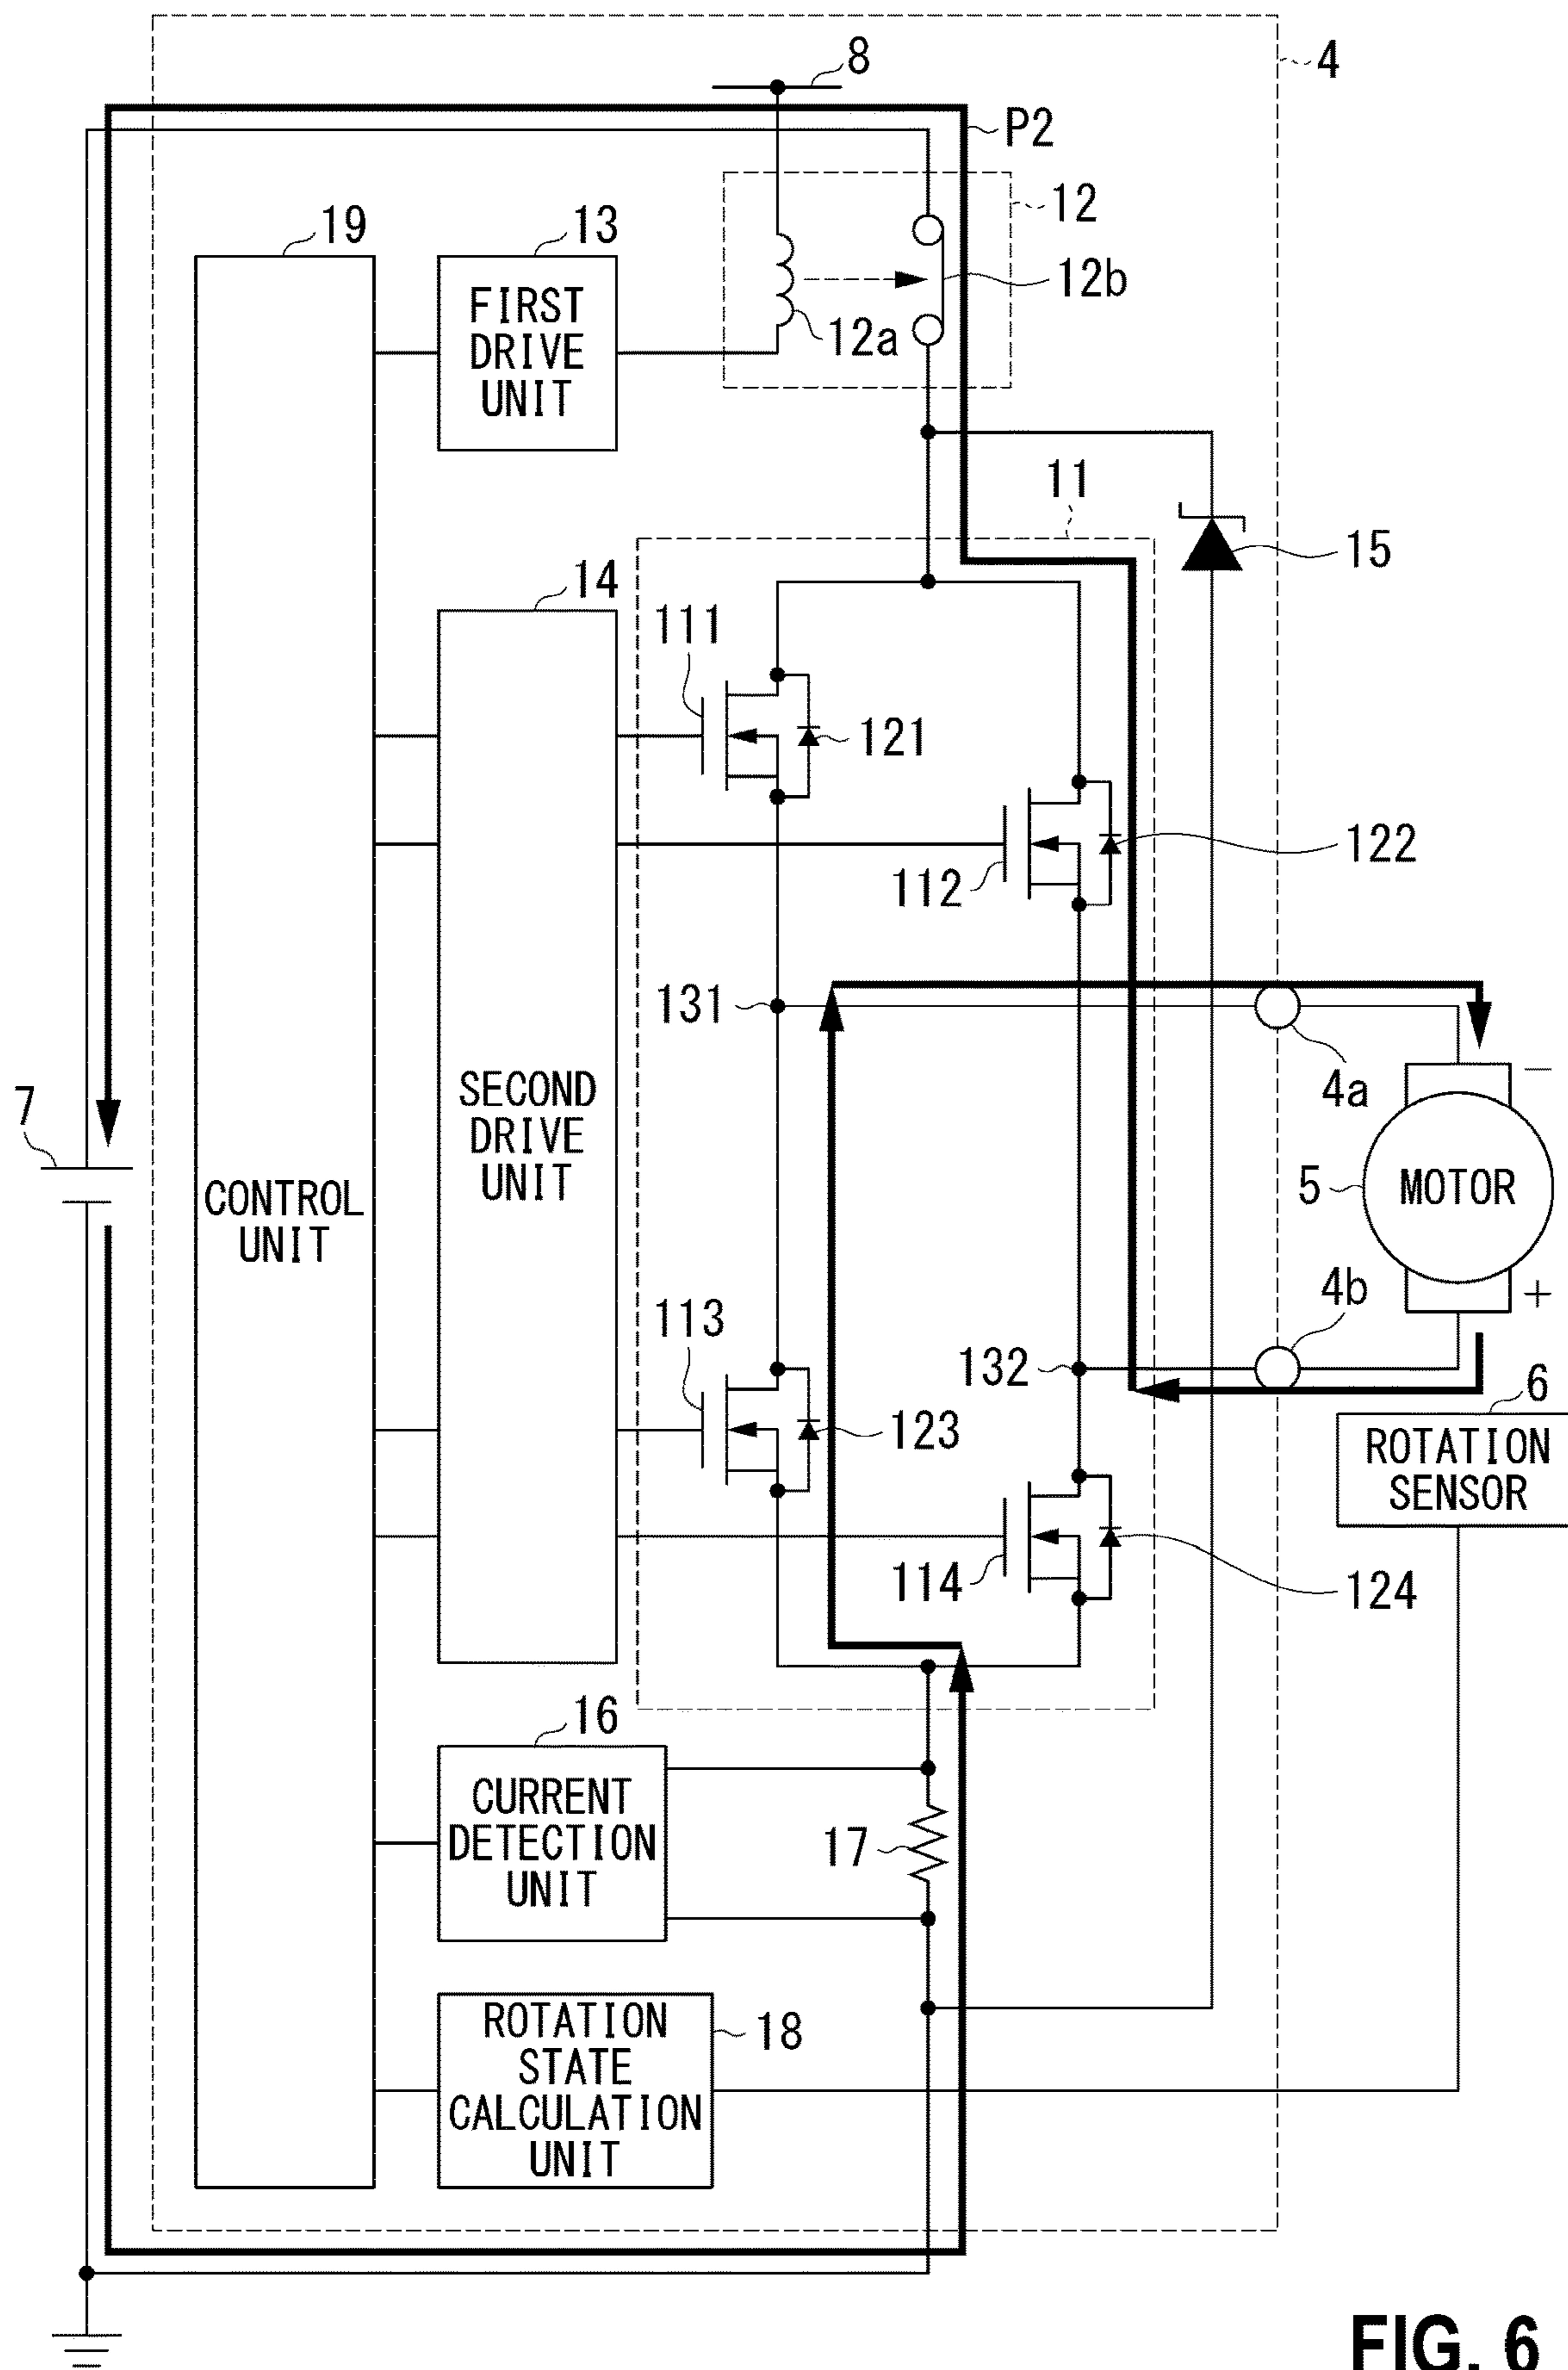 8
4
P2
12
19
13
FIRST
DRIVE
UNIT
12b
12a
11
15
14
111
121
122
112
131
4a
−
7
SECOND
DRIVE
UNIT
CONTROL
UNIT
5
MOTOR
4b
+
113
132
6
123
ROTATION
SENSOR
114
124
16
CURRENT
DETECTION
UNIT
17
ROTATION
STATE
CALCULATION
UNIT
18
FIG. 6